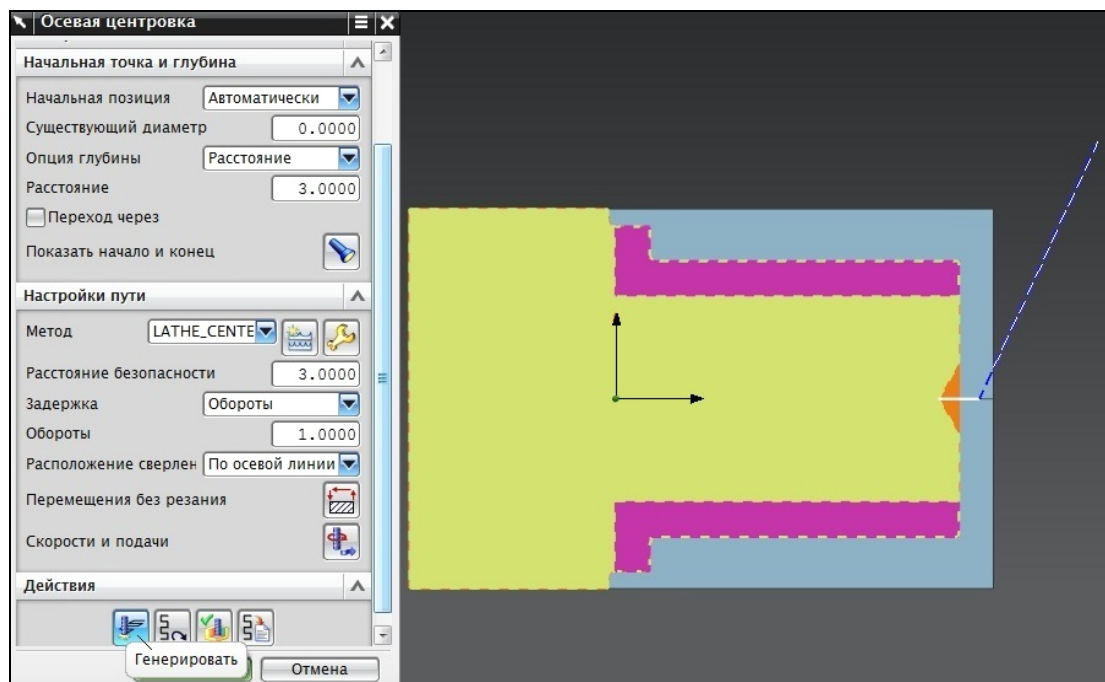 Осевая центровка
Начальная точка и глубина
Начальная позиция Автоматически
Существующий диаметр 0.0000
Опция глубины Расстояние
Расстояние 3.0000
Переход через
Показать начало и конец
Настройки пути
Метод LATHE_CENTE
Расстояние безопасности 3.0000
Задержка Обороты
Обороты 1.0000
Расположение сверлен По осевой линии
Перемещения без резания
Скорости и подачи
Действия
Генерировать
Отмена